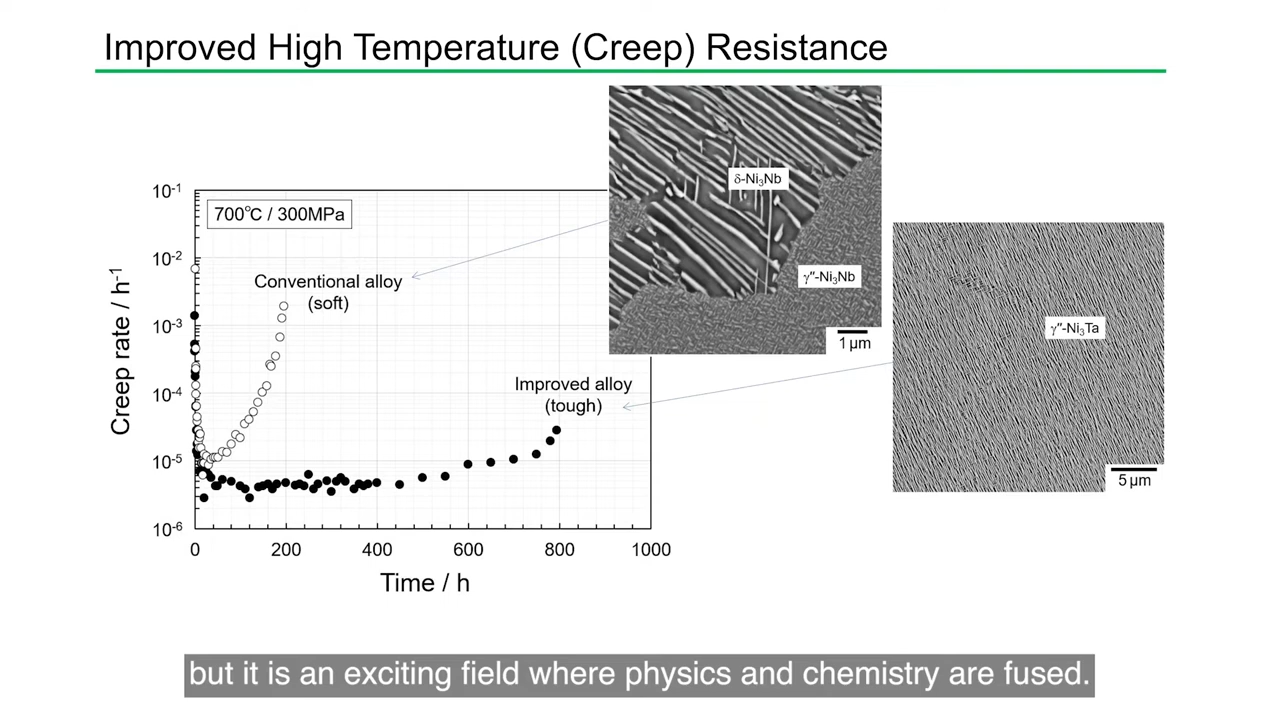 Improved High Temperature (Creep) Resistance
δ-Ni₃Nb
γ″-Ni₃Nb
1 μm
γ″-Ni₃Ta
5 μm
700℃ / 300MPa
Conventional alloy
(soft)
Improved alloy
(tough)
Creep rate / h⁻¹
10⁻¹
10⁻²
10⁻³
10⁻⁴
10⁻⁵
10⁻⁶
0 200 400 600 800 1000
Time / h
but it is an exciting field where physics and chemistry are fused.